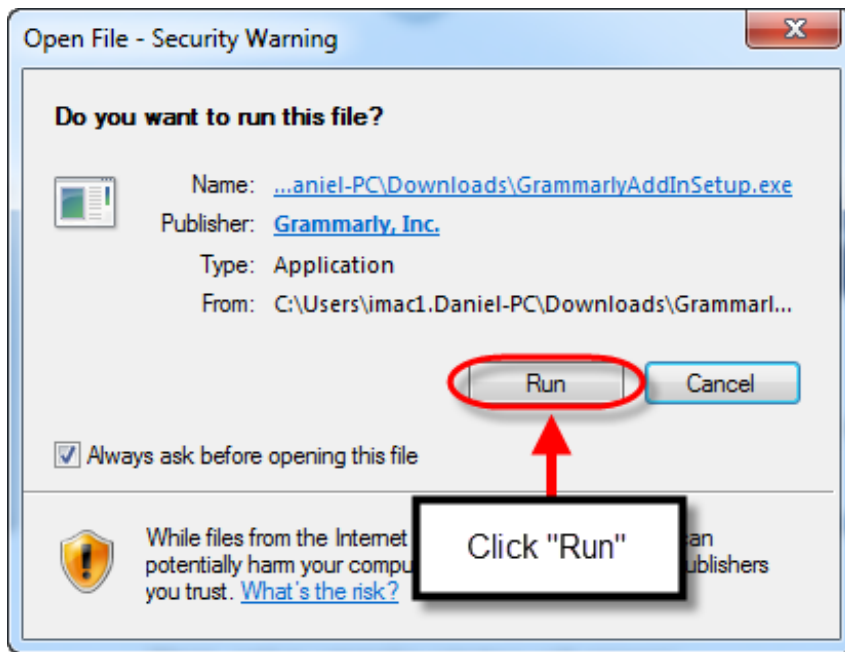 Open File - Security Warning
Do you want to run this file?
Name: ...aniel-PC\Downloads\GrammarlyAddInSetup.exe
Publisher: Grammarly, Inc.
Type: Application
From: C:\Users\imac1.Daniel-PC\Downloads\Grammarl...
Run Cancel
Always ask before opening this file
While files from the Internet can
potentially harm your compu ublishers
you trust. What's the risk?
Click "Run"